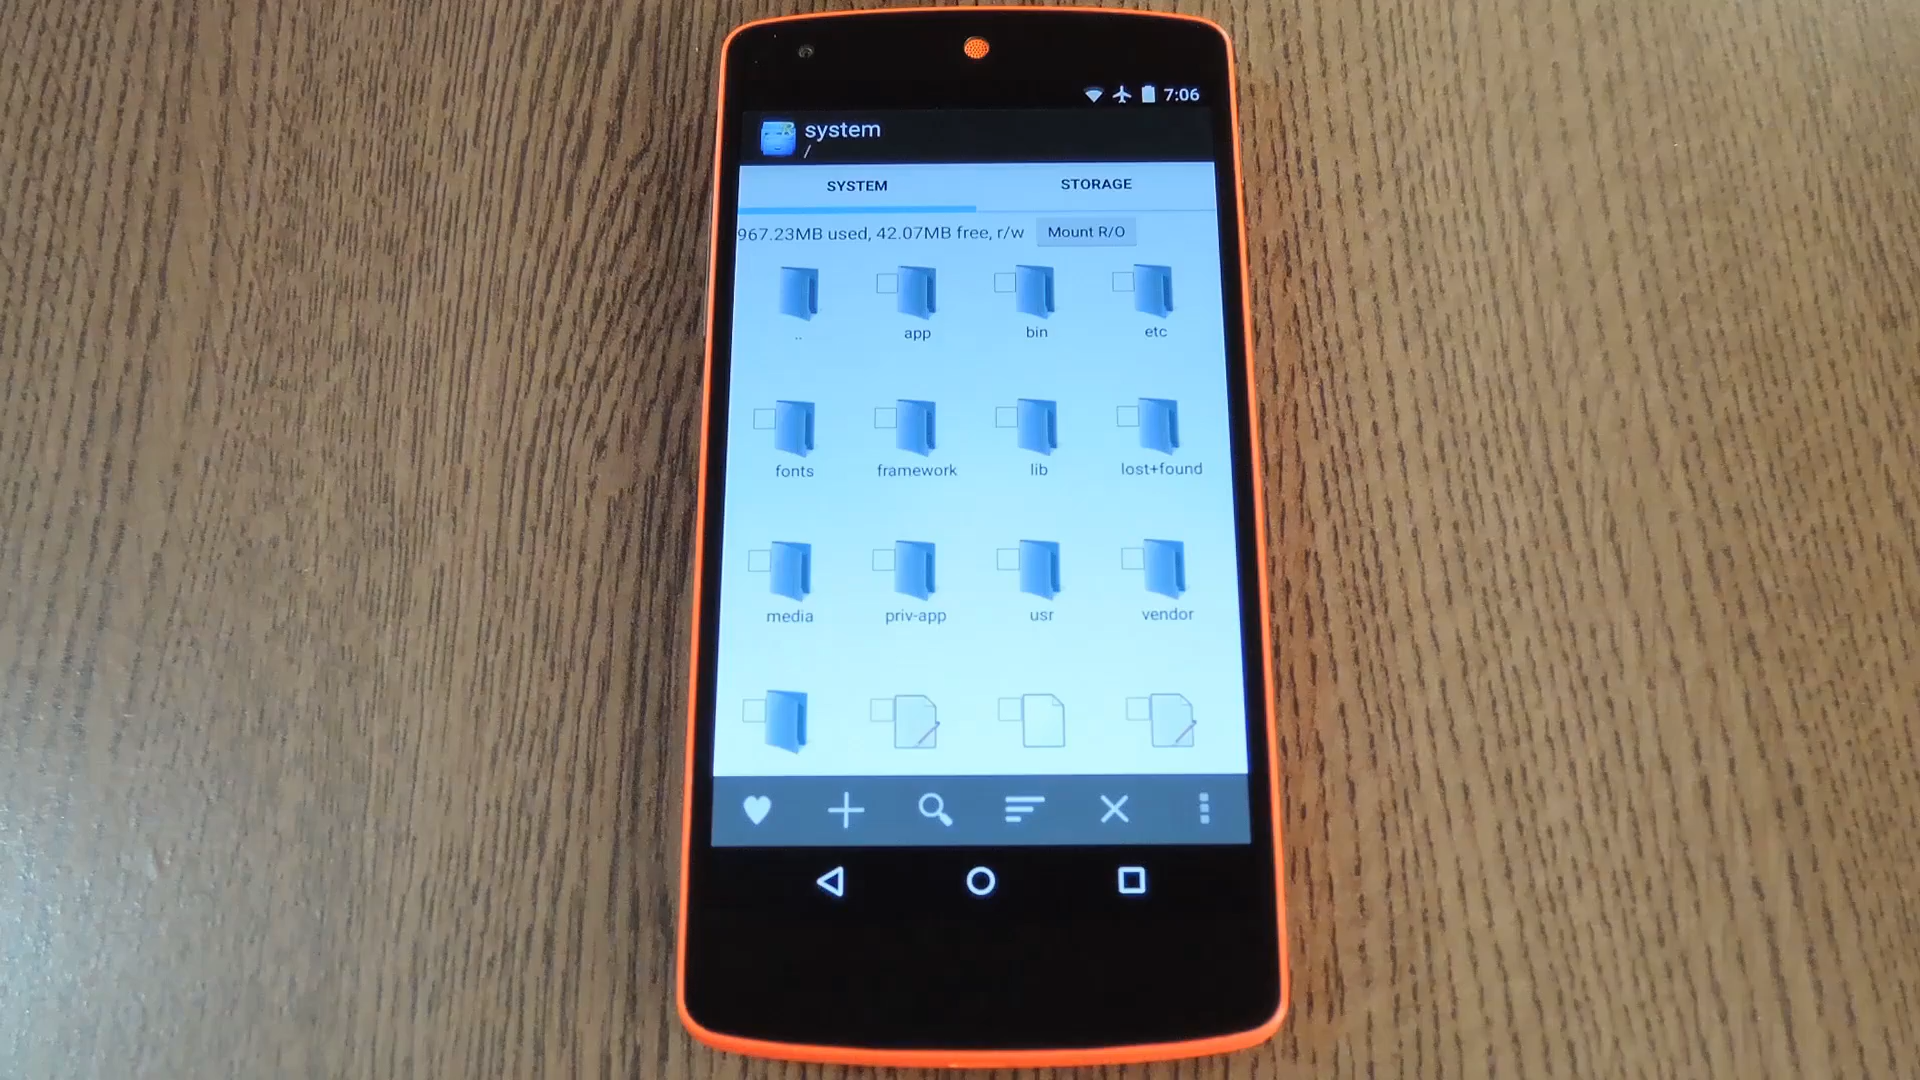 7:06
system
/
SYSTEM STORAGE
967.23MB used, 42.07MB free, r/w Mount R/O
.. app bin etc
fonts framework lib lost+found
media priv-app usr vendor